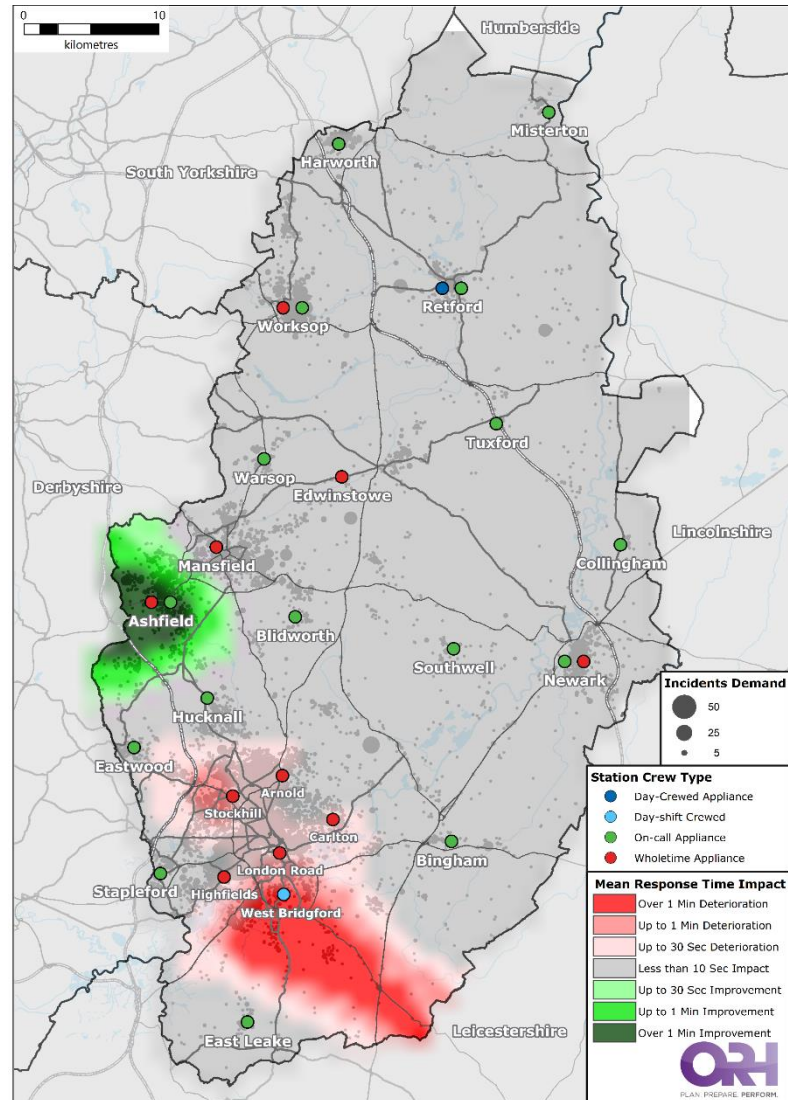 0 10
kilometres
Humberside
Misterton
Harworth
South Yorkshire
Retford
Worksop
Tuxford
Warsop
Edwinstowe
Derbyshire
Lincolnshire
Mansfield
Collingham
Ashfield
Blidworth
Southwell
Newark
Hucknall
Eastwood
Arnold
Stockhill
Carlton
Bingham
London Road
Stapleford
Highfields
West Bridgford
East Leake
Leicestershire
Incidents Demand
50
25
5
Station Crew Type
Day-Crewed Appliance
Day-shift Crewed
On-call Appliance
Wholetime Appliance
Mean Response Time Impact
Over 1 Min Deterioration
Up to 1 Min Deterioration
Up to 30 Sec Deterioration
Less than 10 Sec Impact
Up to 30 Sec Improvement
Up to 1 Min Improvement
Over 1 Min Improvement
ORH
PLAN. PREPARE. PERFORM.